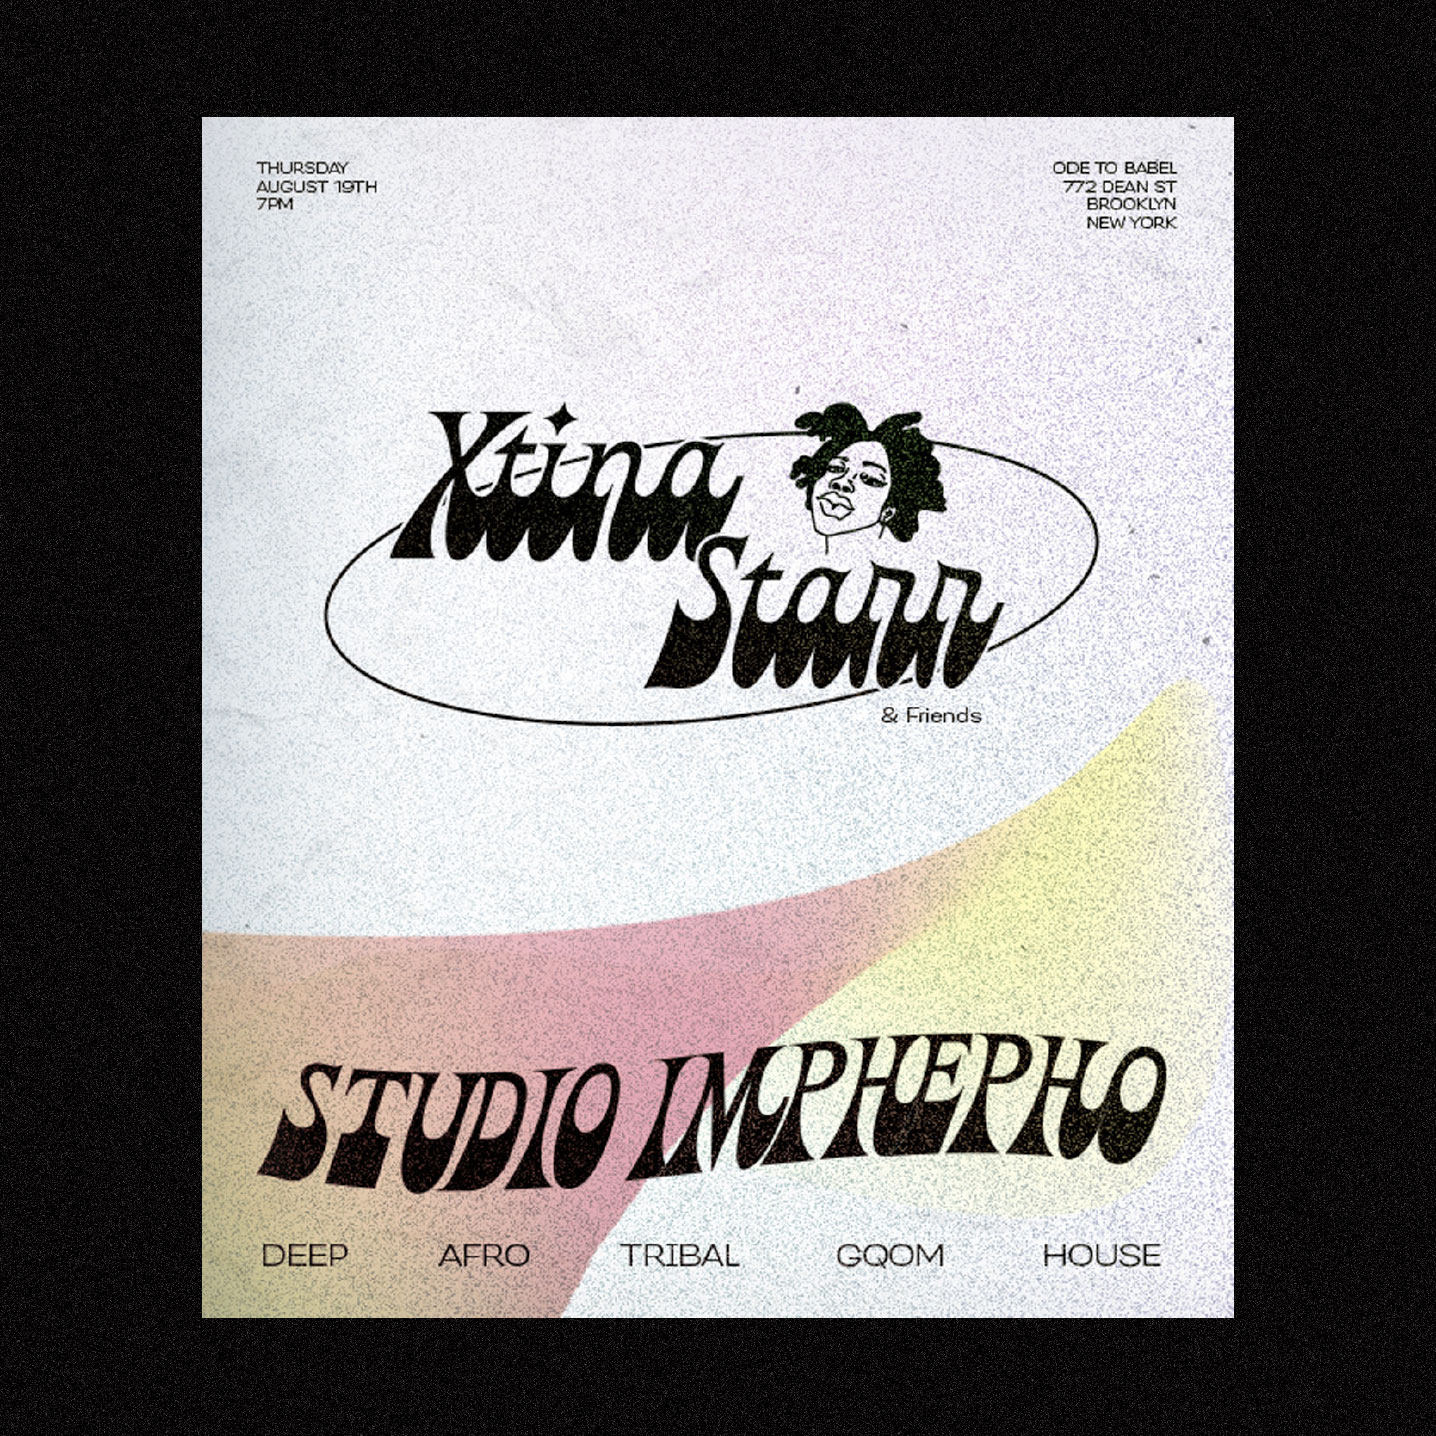 THURSDAY
AUGUST 19TH
7PM
ODE TO BABEL
772 DEAN ST
BROOKLYN
NEW YORK
Xtina
Starr
& Friends
STUDIO IMPHEPHO
DEEP AFRO TRIBAL GQOM HOUSE